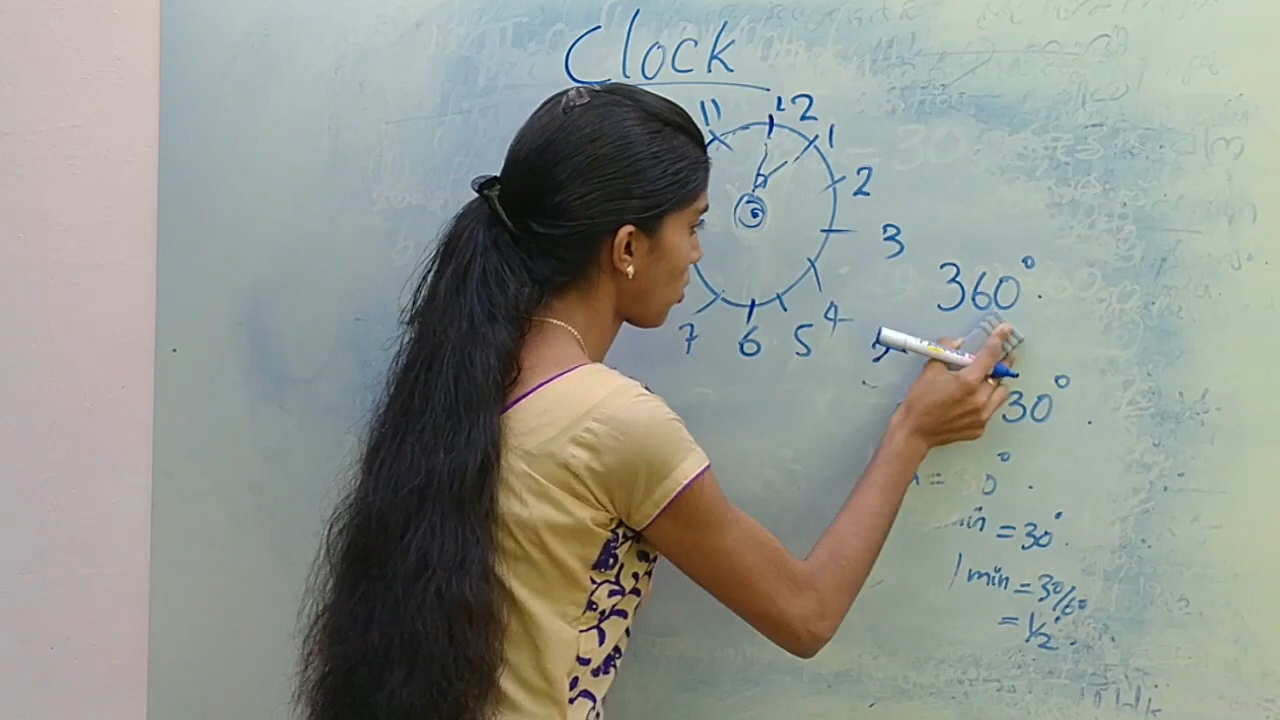 Clock
11 12 1
2
3
4
7 6 5
360°
30°
= 30°
min = 30°
1 min = 30/60
= 1/2°